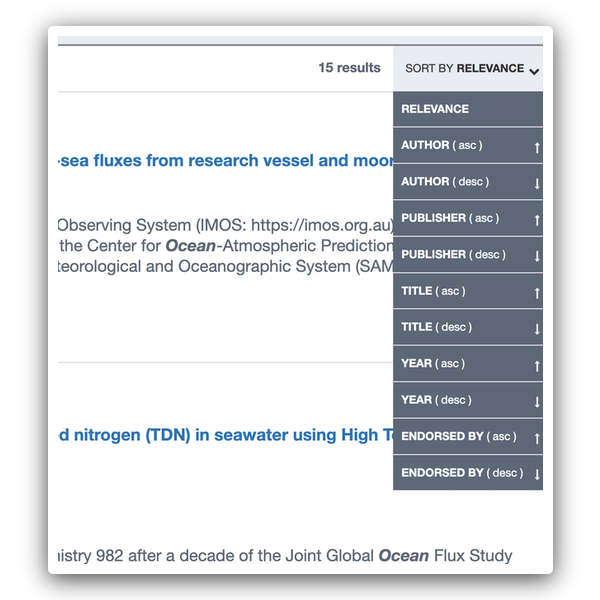 15 results
SORT BY RELEVANCE
RELEVANCE
AUTHOR ( asc ) ↑
AUTHOR ( desc ) ↓
PUBLISHER ( asc ) ↑
PUBLISHER ( desc ) ↓
TITLE ( asc ) ↑
TITLE ( desc ) ↓
YEAR ( asc ) ↑
YEAR ( desc ) ↓
ENDORSED BY ( asc ) ↑
ENDORSED BY ( desc ) ↓
-sea fluxes from research vessel and moor
Observing System (IMOS: https://imos.org.au)
the Center for Ocean-Atmospheric Prediction
teorological and Oceanographic System (SAM
d nitrogen (TDN) in seawater using High T
istry 982 after a decade of the Joint Global Ocean Flux Study